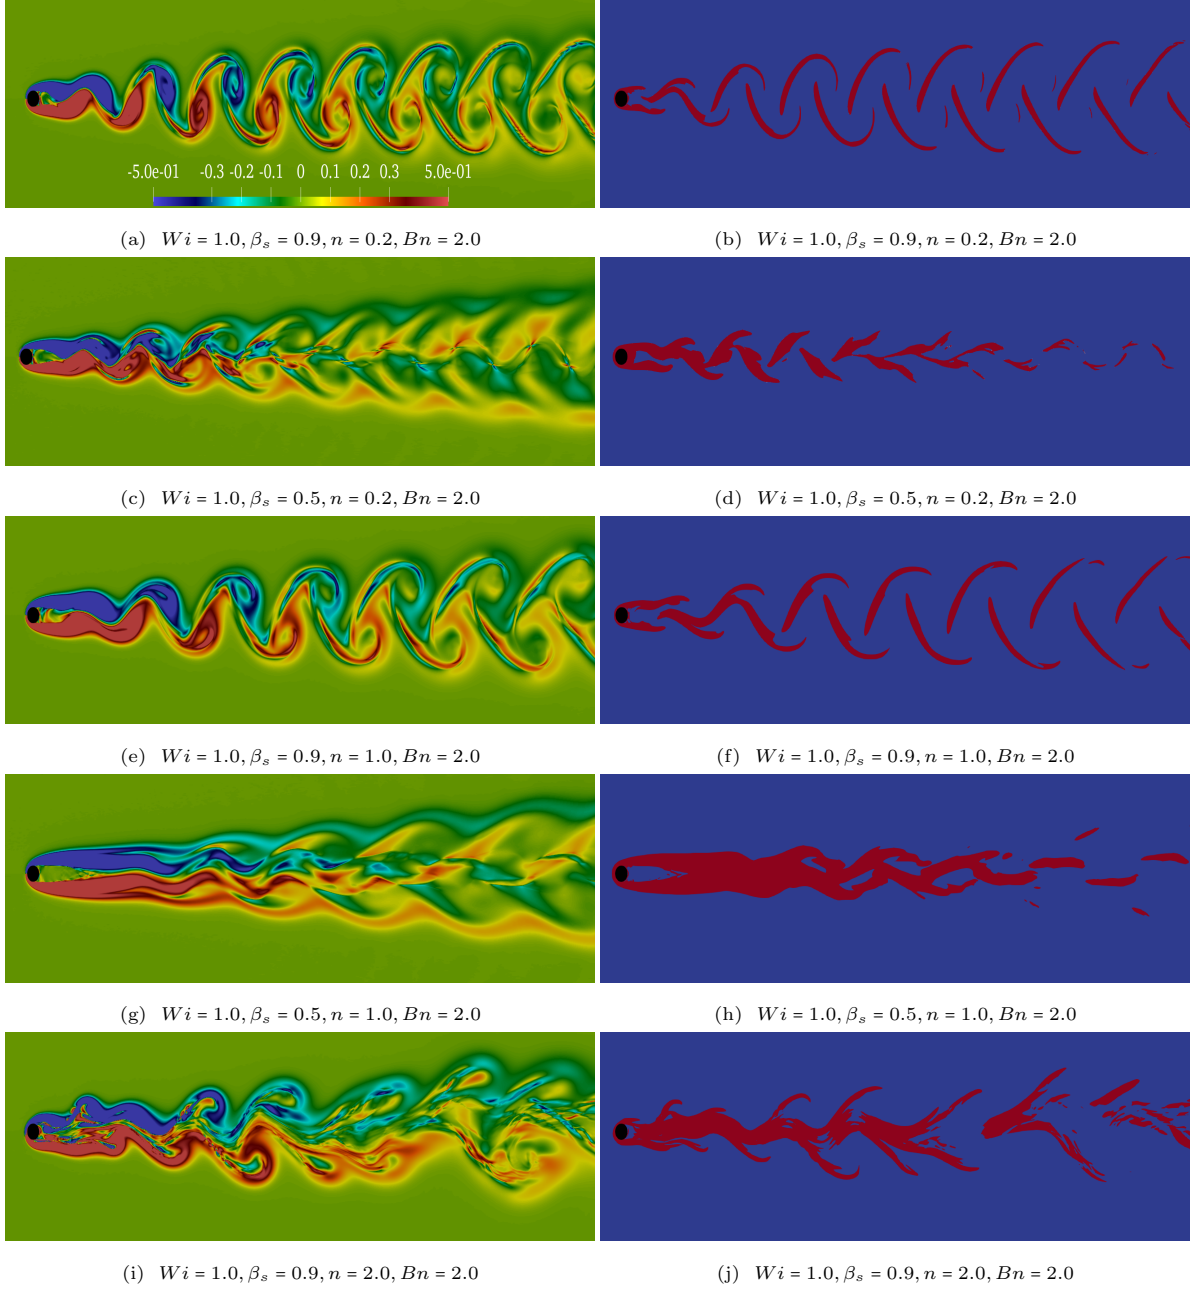 -5.0e-01 -0.3 -0.2 -0.1 0 0.1 0.2 0.3 5.0e-01
(a) Wi = 1.0, βₛ = 0.9, n = 0.2, Bn = 2.0
(b) Wi = 1.0, βₛ = 0.9, n = 0.2, Bn = 2.0
(c) Wi = 1.0, βₛ = 0.5, n = 0.2, Bn = 2.0
(d) Wi = 1.0, βₛ = 0.5, n = 0.2, Bn = 2.0
(e) Wi = 1.0, βₛ = 0.9, n = 1.0, Bn = 2.0
(f) Wi = 1.0, βₛ = 0.9, n = 1.0, Bn = 2.0
(g) Wi = 1.0, βₛ = 0.5, n = 1.0, Bn = 2.0
(h) Wi = 1.0, βₛ = 0.5, n = 1.0, Bn = 2.0
(i) Wi = 1.0, βₛ = 0.9, n = 2.0, Bn = 2.0
(j) Wi = 1.0, βₛ = 0.9, n = 2.0, Bn = 2.0